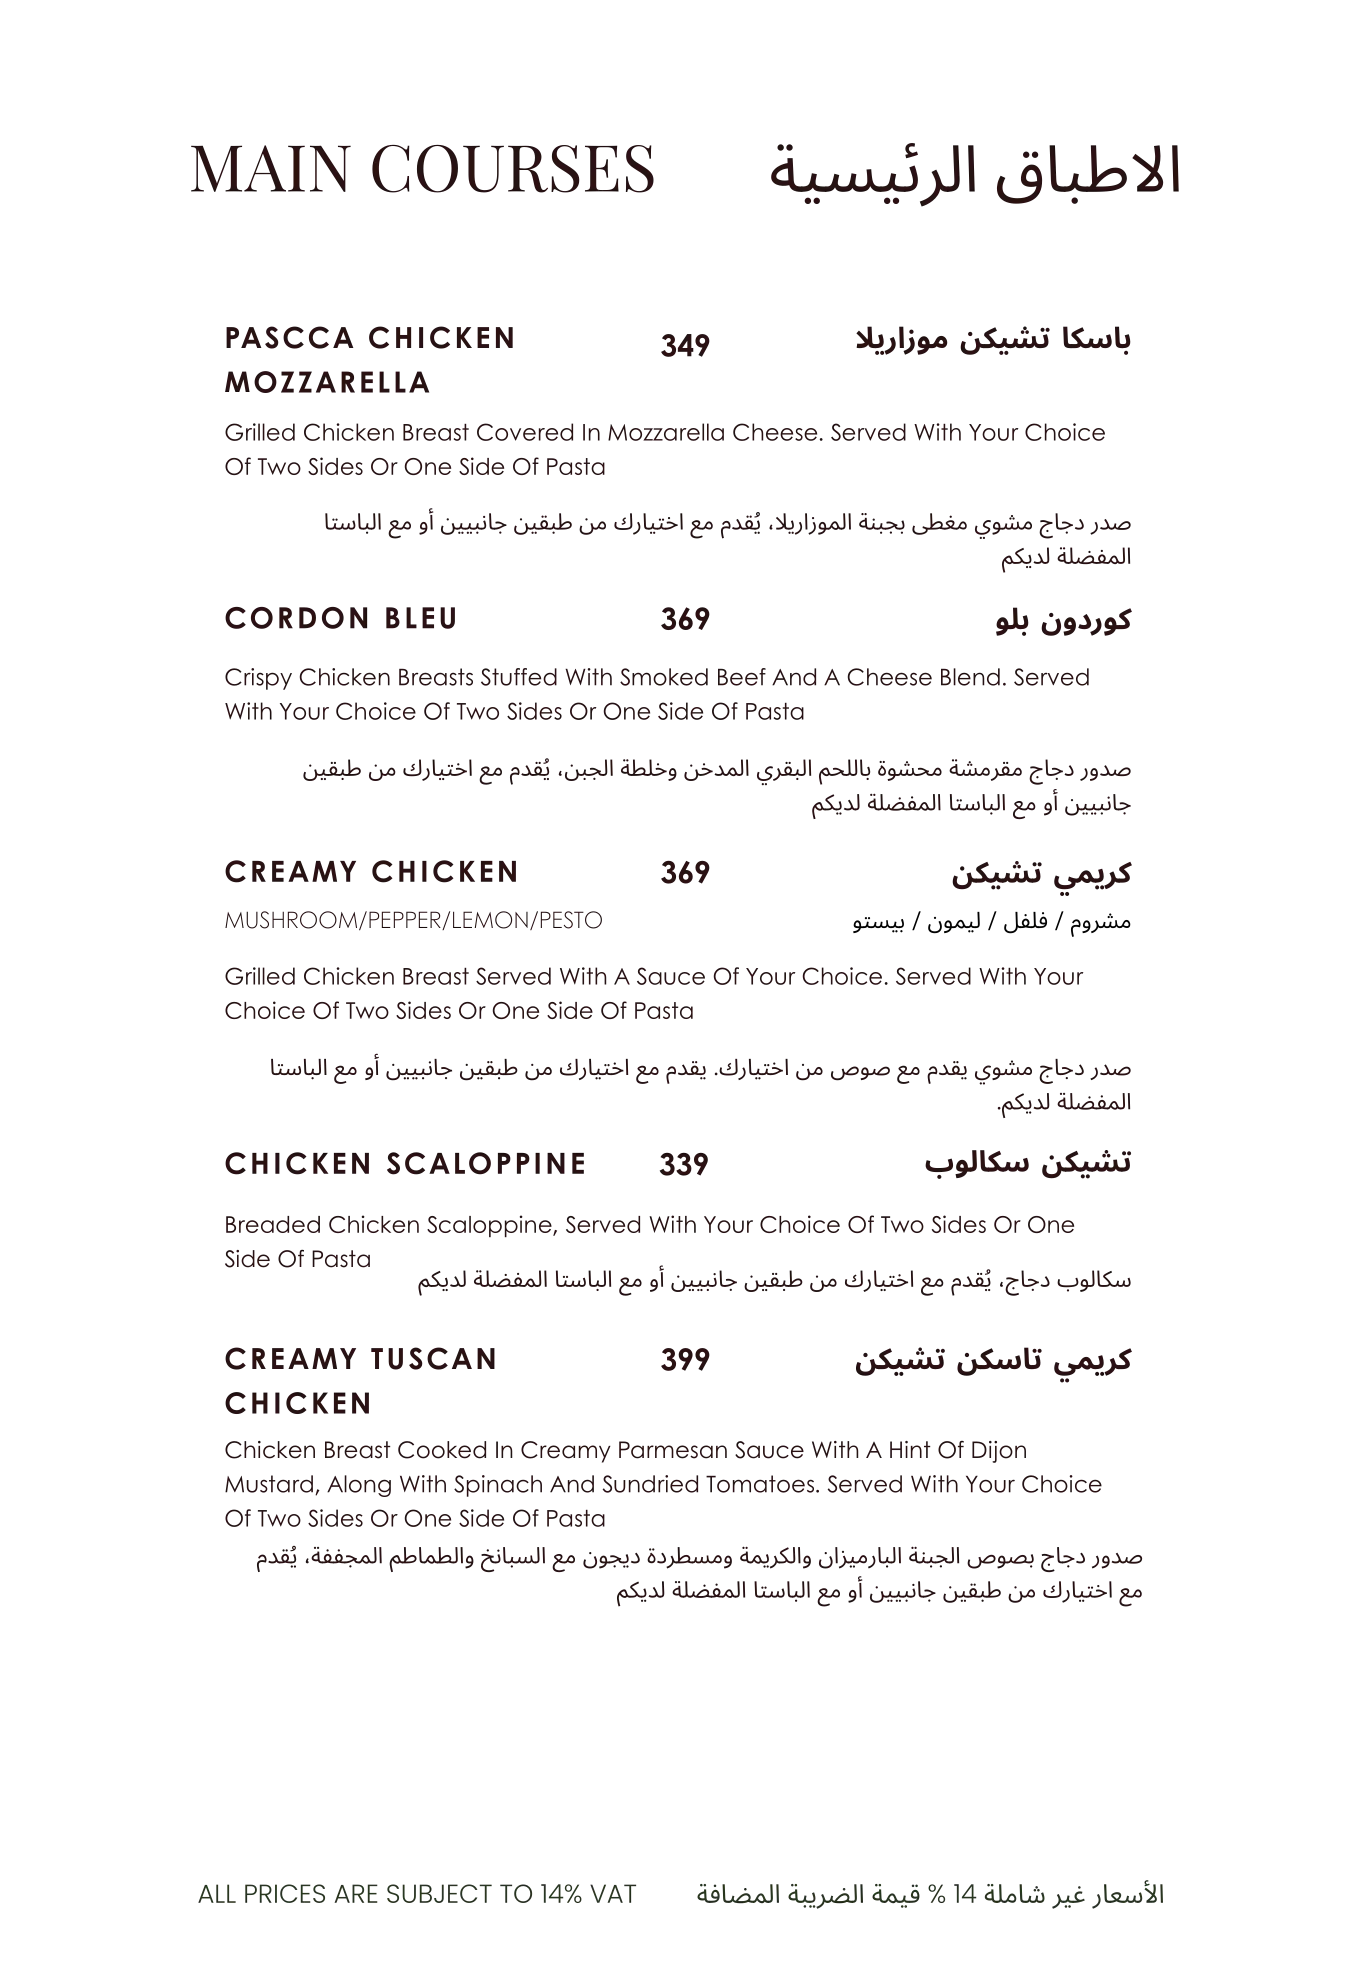 MAIN COURSES
الاطباق الرئيسية
PASCCA CHICKEN
MOZZARELLA
349
باسكا تشيكن موزاريلا
Grilled Chicken Breast Covered In Mozzarella Cheese. Served With Your Choice
Of Two Sides Or One Side Of Pasta
صدر دجاج مشوي مغطى بجبنة الموزاريلا، يُقدم مع اختيارك من طبقين جانبيين أو مع الباستا
المفضلة لديكم
CORDON BLEU
369
كوردون بلو
Crispy Chicken Breasts Stuffed With Smoked Beef And A Cheese Blend. Served
With Your Choice Of Two Sides Or One Side Of Pasta
صدور دجاج مقرمشة محشوة باللحم البقري المدخن وخلطة الجبن، يُقدم مع اختيارك من طبقين
جانبيين أو مع الباستا المفضلة لديكم
CREAMY CHICKEN
369
كريمي تشيكن
MUSHROOM/PEPPER/LEMON/PESTO
مشروم / فلفل / ليمون / بيستو
Grilled Chicken Breast Served With A Sauce Of Your Choice. Served With Your
Choice Of Two Sides Or One Side Of Pasta
صدر دجاج مشوي يقدم مع صوص من اختيارك. يقدم مع اختيارك من طبقين جانبيين أو مع الباستا
المفضلة لديكم.
CHICKEN SCALOPPINE
339
تشيكن سكالوب
Breaded Chicken Scaloppine, Served With Your Choice Of Two Sides Or One
Side Of Pasta
سكالوب دجاج، يُقدم مع اختيارك من طبقين جانبيين أو مع الباستا المفضلة لديكم
CREAMY TUSCAN
CHICKEN
399
كريمي تاسكن تشيكن
Chicken Breast Cooked In Creamy Parmesan Sauce With A Hint Of Dijon
Mustard, Along With Spinach And Sundried Tomatoes. Served With Your Choice
Of Two Sides Or One Side Of Pasta
صدور دجاج بصوص الجبنة البارميزان والكريمة ومسطردة ديجون مع السبانخ والطماطم المجففة، يُقدم
مع اختيارك من طبقين جانبيين أو مع الباستا المفضلة لديكم
ALL PRICES ARE SUBJECT TO 14% VAT
الأسعار غير شاملة 14 % قيمة الضريبة المضافة